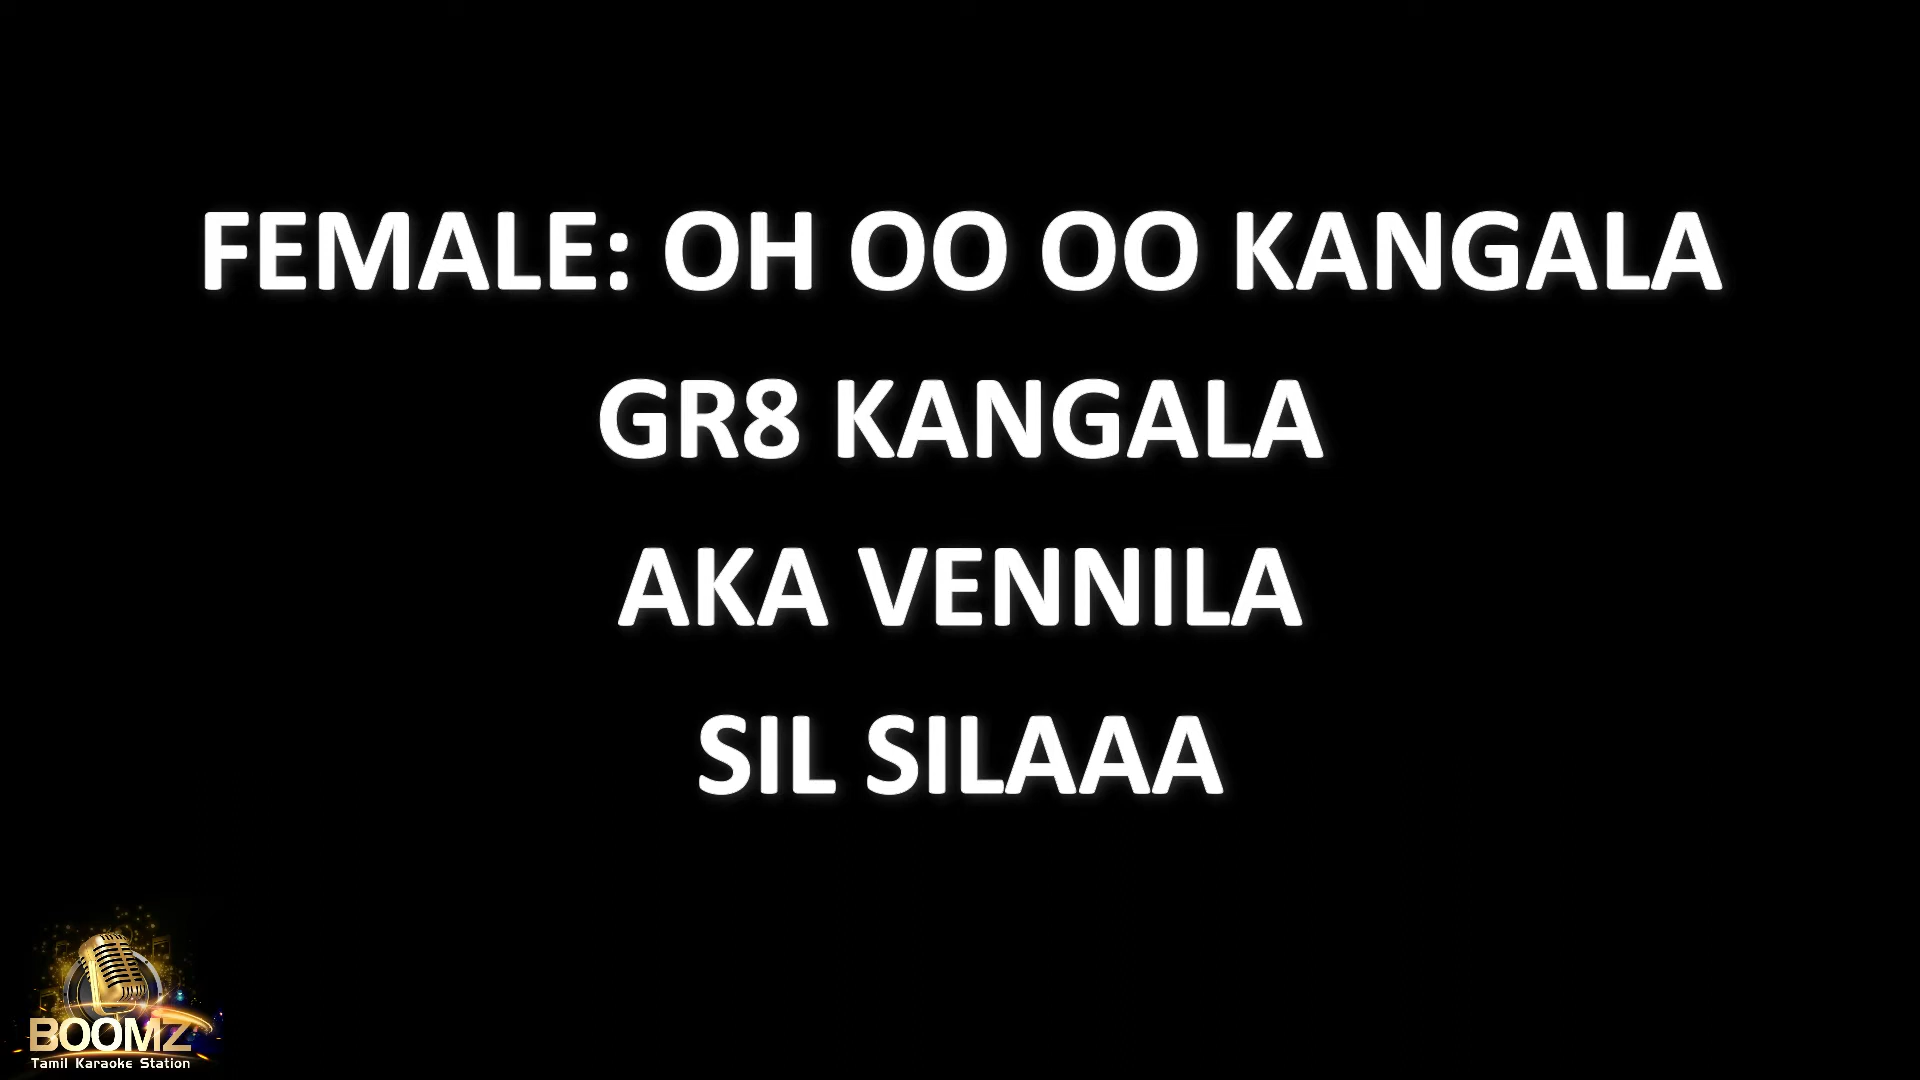 FEMALE: OH OO OO KANGALA
GR8 KANGALA
AKA VENNILA
SIL SILAAA
BOOMZ
Tamil Karaoke Station